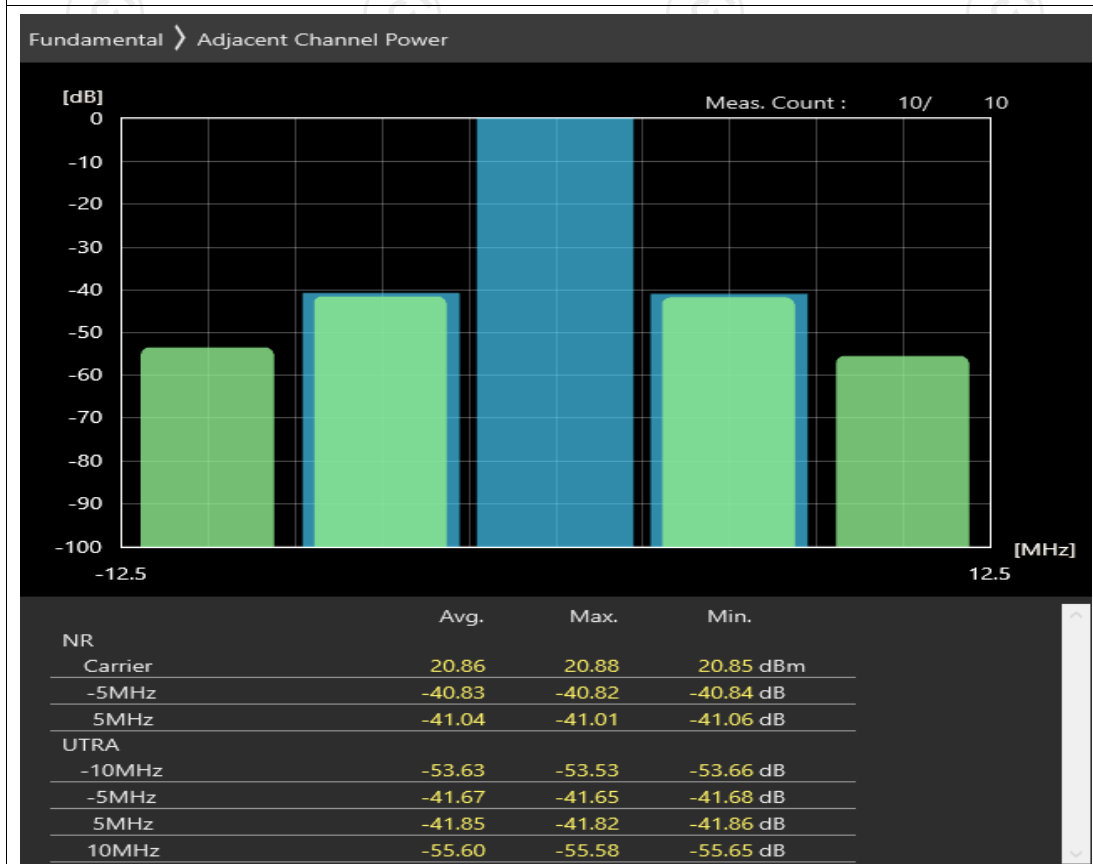 Fundamental 〉 Adjacent Channel Power
[dB]
Meas. Count : 10/ 10
0
-10
-20
-30
-40
-50
-60
-70
-80
-90
-100
[MHz]
-12.5 12.5
Avg. Max. Min.
NR
Carrier 20.86 20.88 20.85 dBm
-5MHz -40.83 -40.82 -40.84 dB
5MHz -41.04 -41.01 -41.06 dB
UTRA
-10MHz -53.63 -53.53 -53.66 dB
-5MHz -41.67 -41.65 -41.68 dB
5MHz -41.85 -41.82 -41.86 dB
10MHz -55.60 -55.58 -55.65 dB